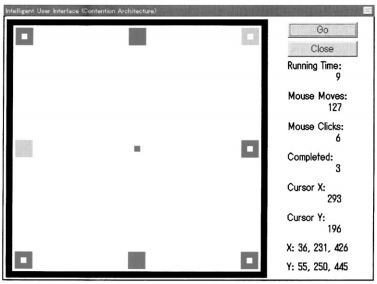 Intelligent User Interface (Contention Architecture)
Go
Close
Running Time:
9
Mouse Moves:
127
Mouse Clicks:
6
Completed:
3
Cursor X:
293
Cursor Y:
196
X: 36, 231, 426
Y: 55, 250, 445